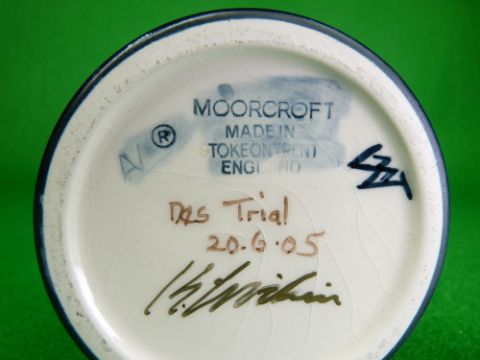 MOORCROFT
®
MADE IN
STOKE ON TRENT
ENGLAND
Trial
20.6.05